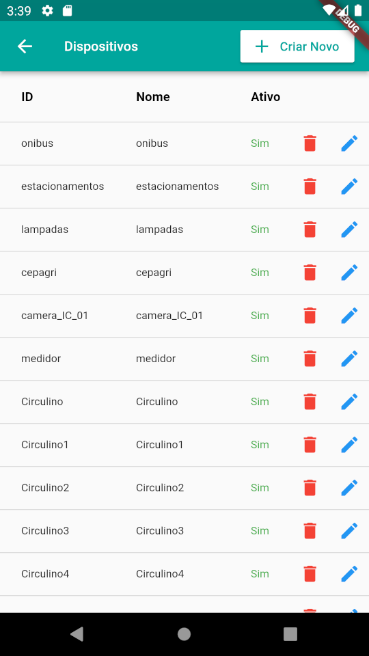 3:39
DEBUG
Dispositivos
Criar Novo
ID Nome Ativo
onibus onibus Sim
estacionamentos estacionamentos Sim
lampadas lampadas Sim
cepagri cepagri Sim
camera_IC_01 camera_IC_01 Sim
medidor medidor Sim
Circulino Circulino Sim
Circulino1 Circulino1 Sim
Circulino2 Circulino2 Sim
Circulino3 Circulino3 Sim
Circulino4 Circulino4 Sim